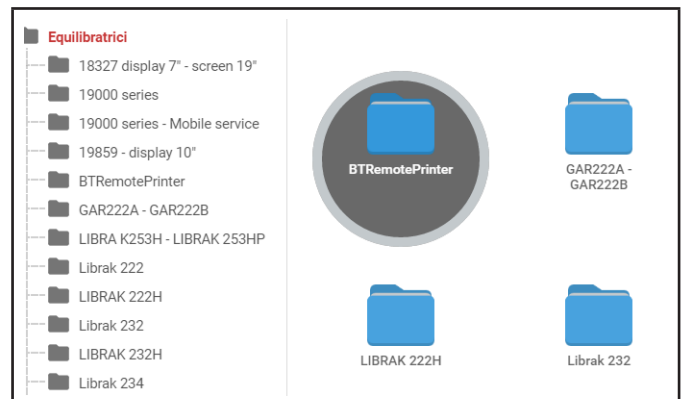 Equilibratrici
18327 display 7" - screen 19"
19000 series
19000 series - Mobile service
19859 - display 10"
BTRemotePrinter
GAR222A - GAR222B
LIBRA K253H - LIBRAK 253HP
Librak 222
LIBRAK 222H
Librak 232
LIBRAK 232H
Librak 234
BTRemotePrinter
GAR222A -
GAR222B
LIBRAK 222H
Librak 232